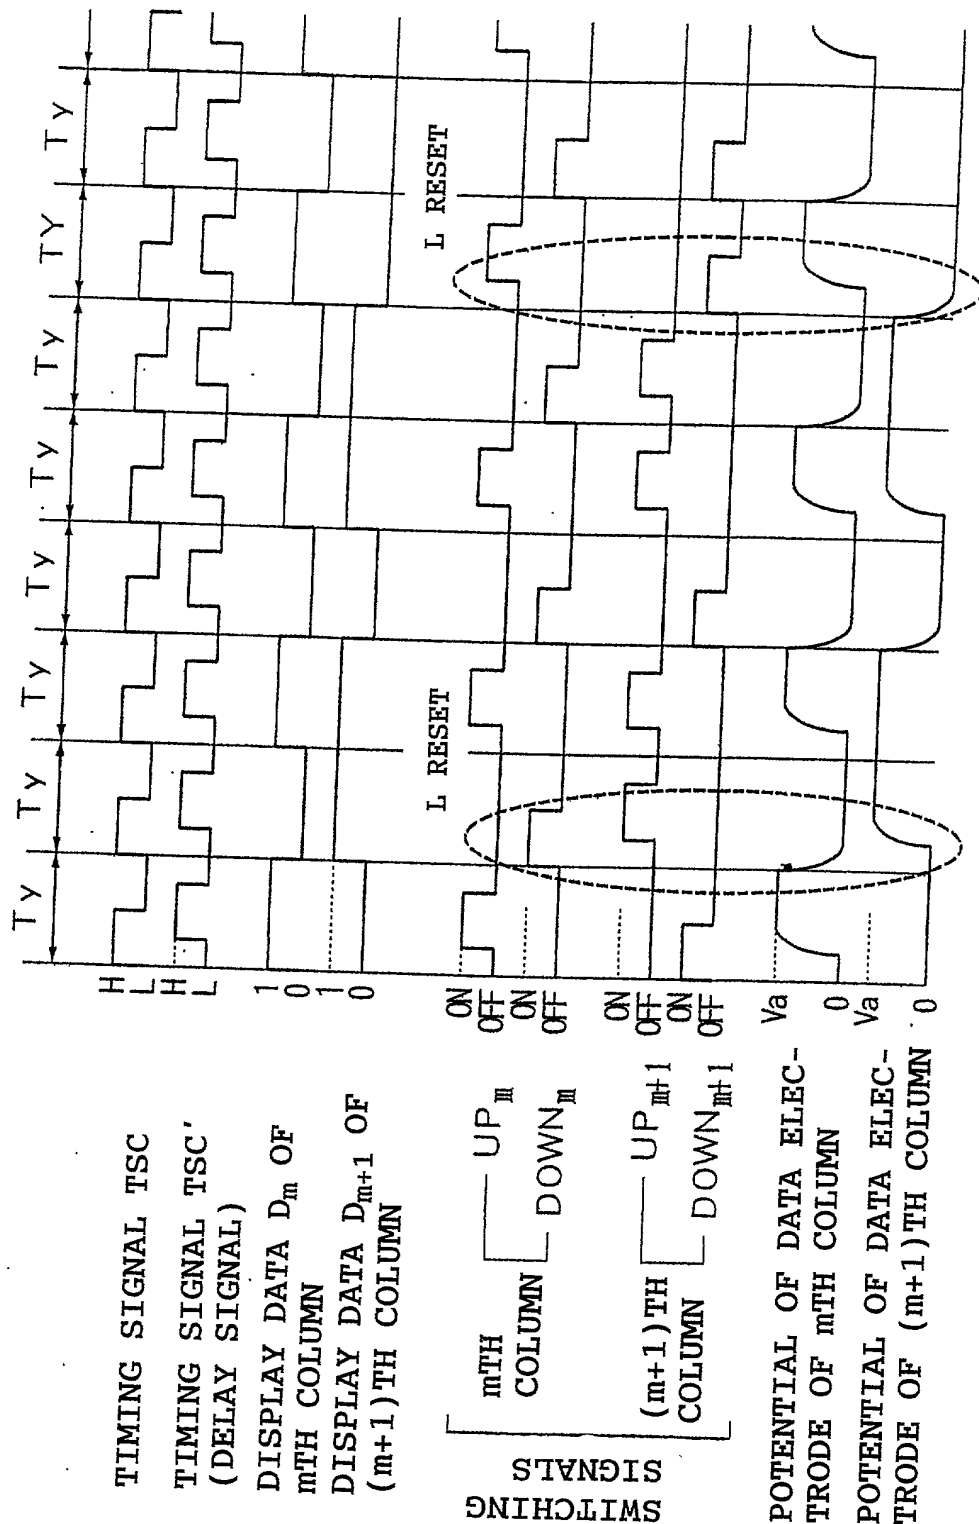 Ty
Ty
Ty
Ty
Ty
Ty
TY
Ty
TIMING SIGNAL TSC
H
L
TIMING SIGNAL TSC'
(DELAY SIGNAL)
H
L
DISPLAY DATA Dm OF
mTH COLUMN
1
0
DISPLAY DATA Dm+1 OF
(m+1)TH COLUMN
1
0
L RESET
L RESET
SWITCHING
SIGNALS
mTH
COLUMN
UPm
ON
OFF
DOWNm
ON
OFF
(m+1)TH
COLUMN
UPm+1
ON
OFF
DOWNm+1
ON
OFF
POTENTIAL OF DATA ELEC-
TRODE OF mTH COLUMN
Va
0
POTENTIAL OF DATA ELEC-
TRODE OF (m+1)TH COLUMN
Va
0